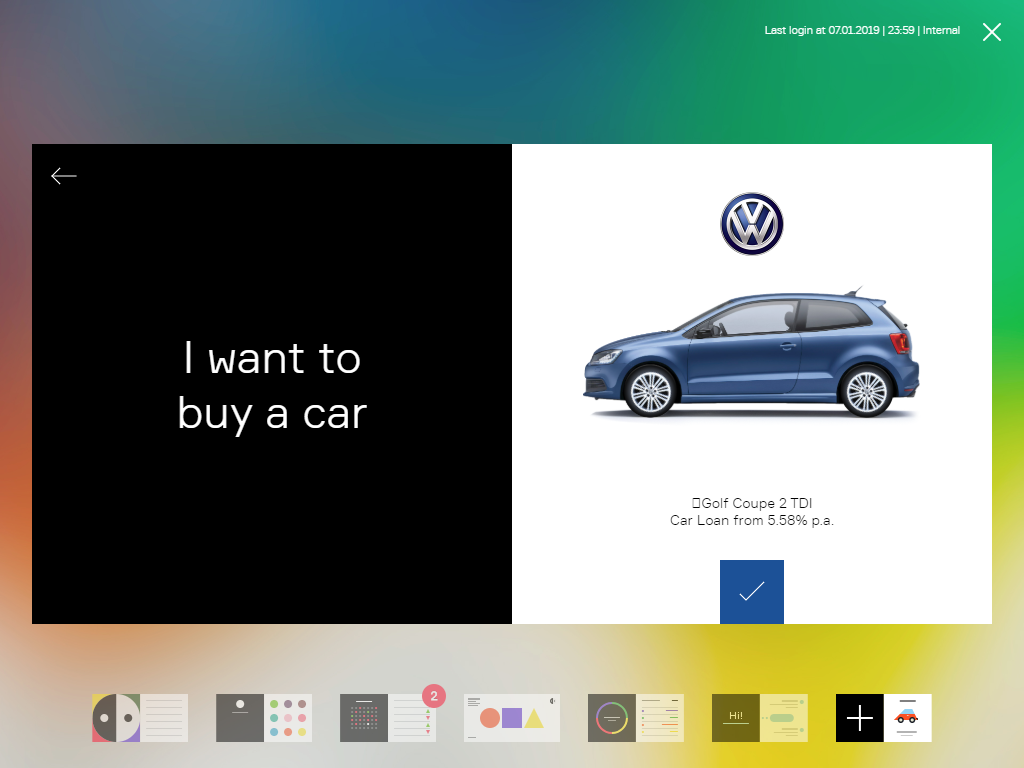 Last login at 07.01.2019 | 23:59 | Internal
I want to
buy a car
Golf Coupe 2 TDI
Car Loan from 5.58% p.a.
2
Hi!